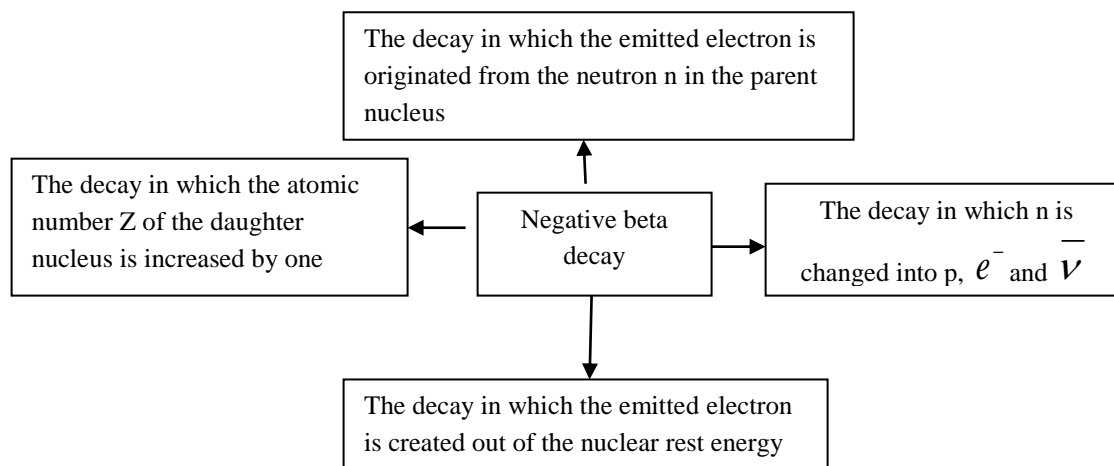 The decay in which the emitted electron is
originated from the neutron n in the parent
nucleus
The decay in which the atomic
number Z of the daughter
nucleus is increased by one
Negative beta
decay
The decay in which n is
changed into p, e⁻ and ν̅
The decay in which the emitted electron
is created out of the nuclear rest energy